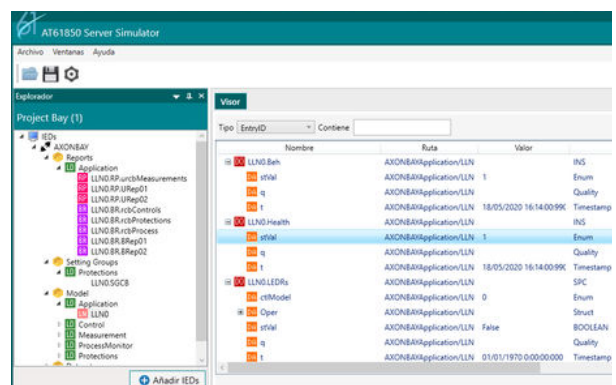 AT61850 Server Simulator
Archivo Ventanas Ayuda
Explorador
Project Bay (1)
IEDs
AXONBAY
Reports
Application
LLN0.RP.urcbMeasurements
LLN0.RP.URep01
LLN0.RP.URep02
LLN0.BR.rcbControls
LLN0.BR.rcbProtections
LLN0.BR.rcbProcess
LLN0.BR.BRep01
LLN0.BR.BRep02
Setting Groups
Protections
LLN0.SGCB
Model
Application
LLN0
Control
Measurement
ProcessMonitor
Protections
Añadir IEDs
Visor
Tipo EntryID Contiene
Nombre Ruta Valor
LLN0.Beh AXONBAYApplication/LLN INS
stVal AXONBAYApplication/LLN 1 Enum
q AXONBAYApplication/LLN Quality
t AXONBAYApplication/LLN 18/05/2020 16:14:00:99( Timestamp
LLN0.Health AXONBAYApplication/LLN INS
stVal AXONBAYApplication/LLN 1 Enum
q AXONBAYApplication/LLN Quality
t AXONBAYApplication/LLN 18/05/2020 16:14:00:99( Timestamp
LLN0.LEDRs AXONBAYApplication/LLN SPC
ctlModel AXONBAYApplication/LLN 0 Enum
Oper AXONBAYApplication/LLN Struct
stVal AXONBAYApplication/LLN False BOOLEAN
q AXONBAYApplication/LLN Quality
t AXONBAYApplication/LLN 01/01/1970 0:00:00:000 Timestamp